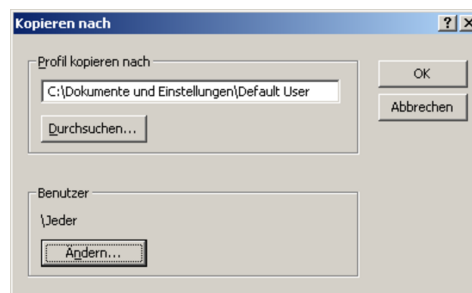 Kopieren nach
Profil kopieren nach
C:\Dokumente und Einstellungen\Default User
Durchsuchen...
OK
Abbrechen
Benutzer
\Jeder
Ändern...